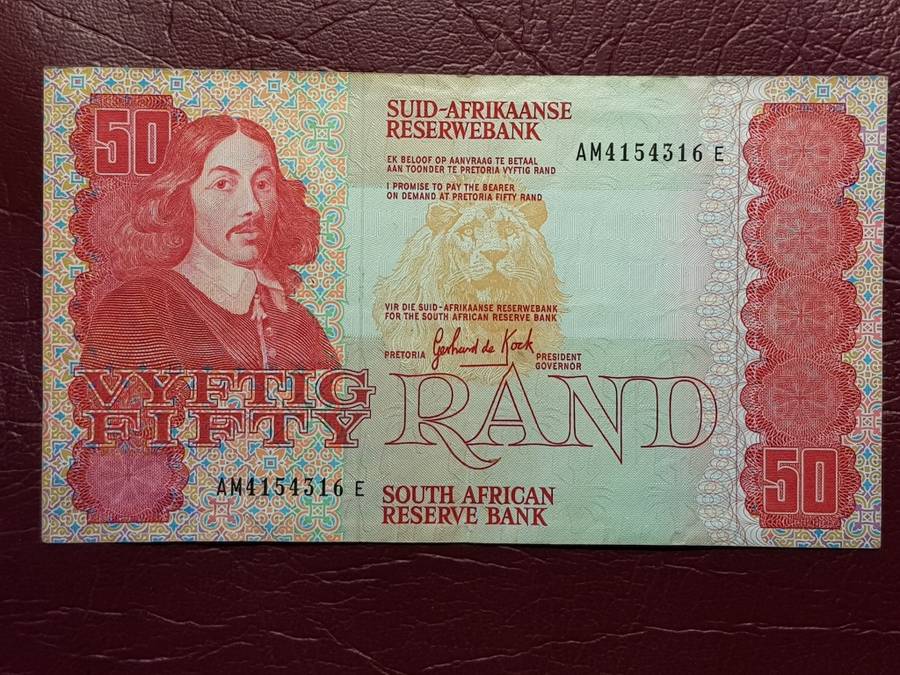 50
SUID-AFRIKAANSE
RESERWEBANK
AM4154316 E
EK BELOOF OP AANVRAAG TE BETAAL
AAN TOONDER TE PRETORIA VYFTIG RAND
I PROMISE TO PAY THE BEARER
ON DEMAND AT PRETORIA FIFTY RAND
VIR DIE SUID-AFRIKAANSE RESERWEBANK
FOR THE SOUTH AFRICAN RESERVE BANK
Gerhard de Kock
PRETORIA
PRESIDENT
GOVERNOR
VYFTIG
FIFTY
RAND
50
AM4154316 E
SOUTH AFRICAN
RESERVE BANK